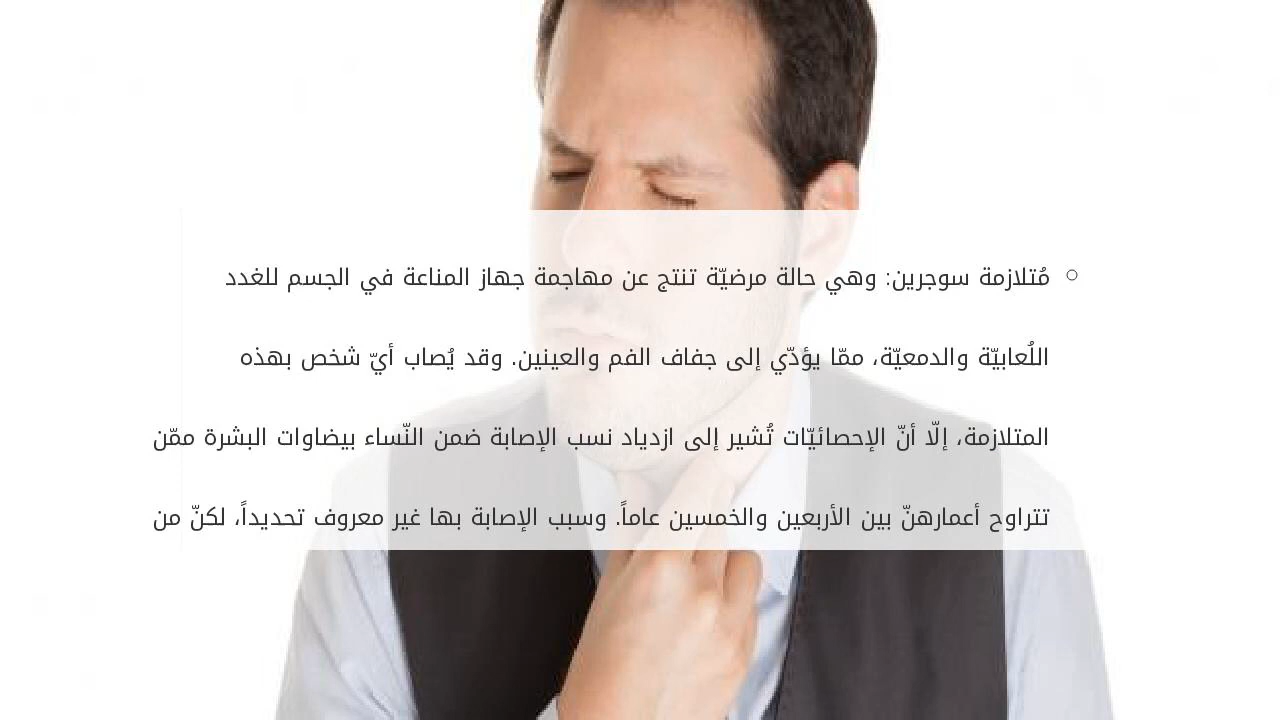 ○ مُتلازمة سوجرين: وهي حالة مرضيّة تنتج عن مهاجمة جهاز المناعة في الجسم للغدد
اللُعابيّة والدمعيّة، ممّا يؤدّي إلى جفاف الفم والعينين. وقد يُصاب أيّ شخص بهذه
المتلازمة، إلّا أنّ الإحصائيّات تُشير إلى ازدياد نسب الإصابة ضمن النّساء بيضاوات البشرة ممّن
تتراوح أعمارهنّ بين الأربعين والخمسين عاماً. وسبب الإصابة بها غير معروف تحديداً، لكنّ من